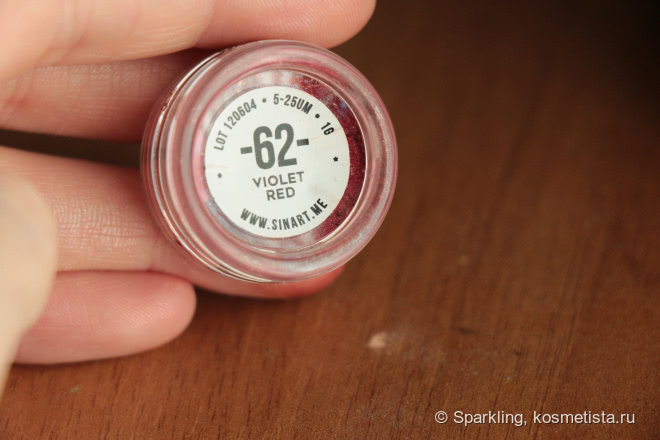 LOT 120604 • 5-25UM • 1G
-62-
VIOLET
RED
WWW.SINART.ME
© Sparkling, kosmetista.ru